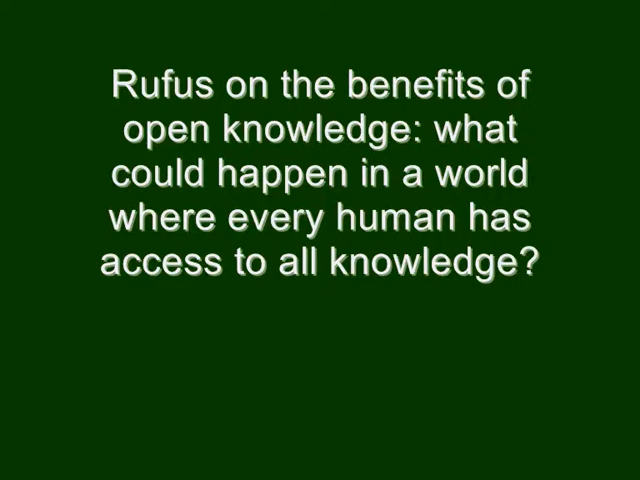 Rufus on the benefits of
open knowledge: what
could happen in a world
where every human has
access to all knowledge?